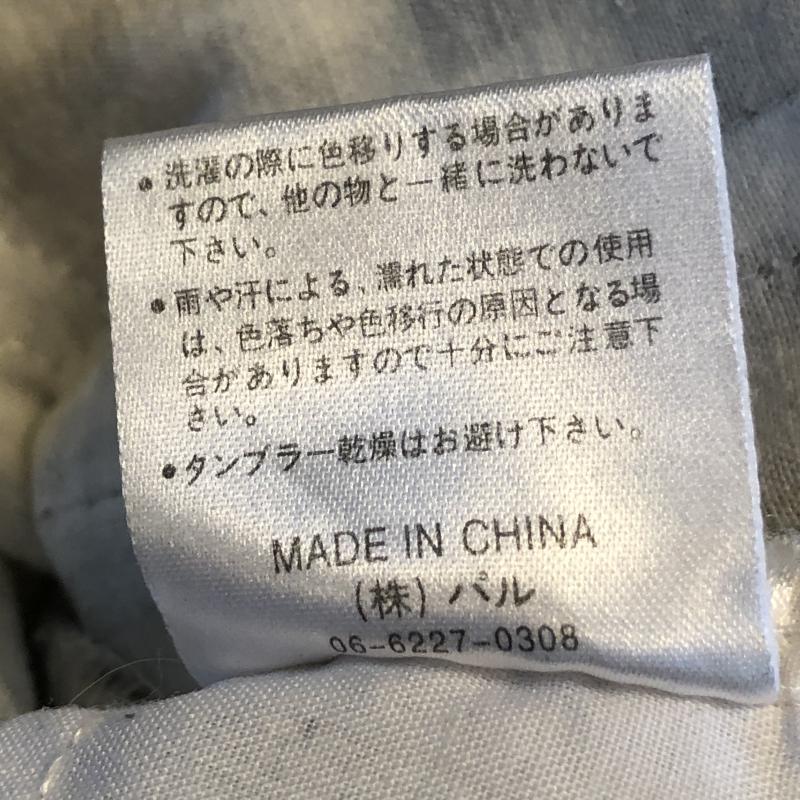 ●洗濯の際に色移りする場合がありま
すので、他の物と一緒に洗わないで
下さい。
●雨や汗による、濡れた状態での使用
は、色落ちや色移行の原因となる場
合がありますので十分にご注意下
さい。
●タンブラー乾燥はお避け下さい。
MADE IN CHINA
(株)パル
06-6227-0308